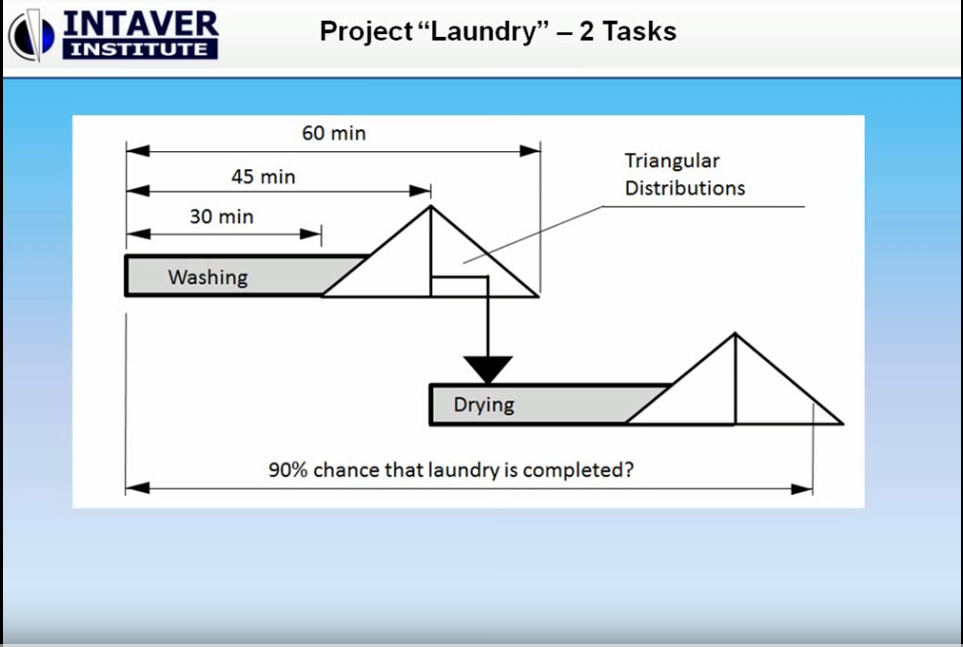 INTAVER
INSTITUTE
Project “Laundry” – 2 Tasks
60 min
45 min
30 min
Triangular
Distributions
Washing
Drying
90% chance that laundry is completed?